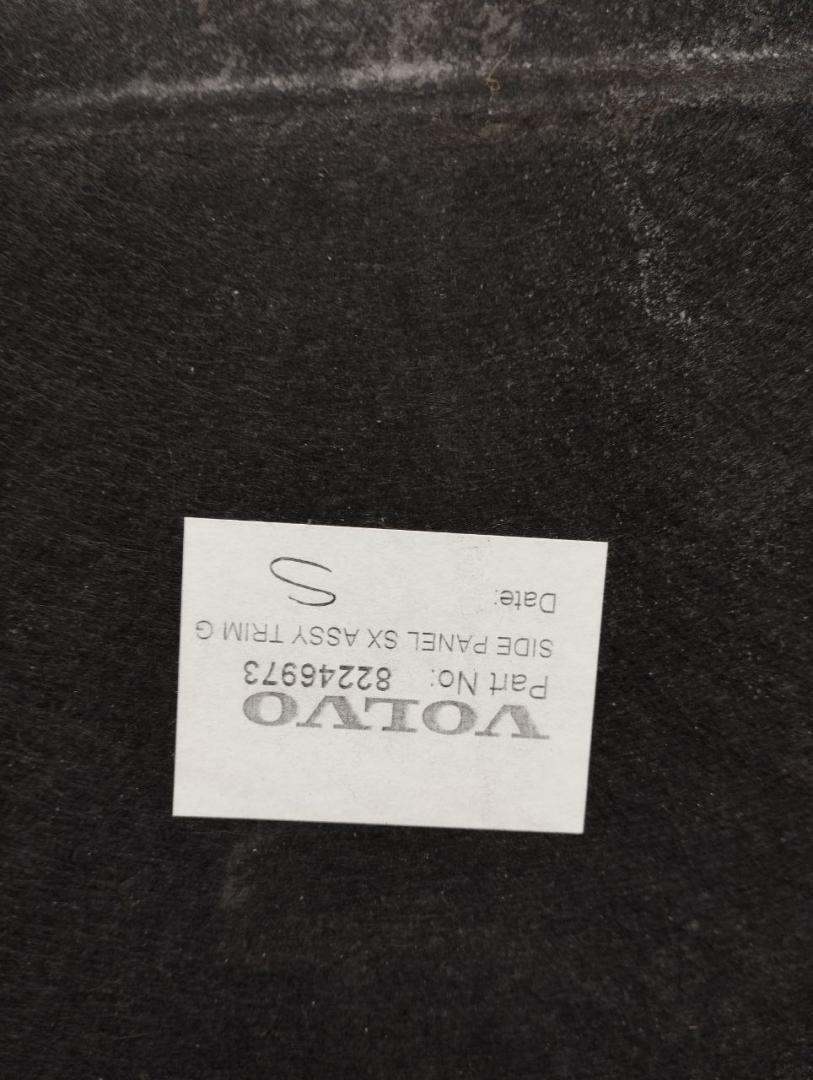 VOLVO
Part No: 82246973
SIDE PANEL SX ASSY TRIM G
Date:
S